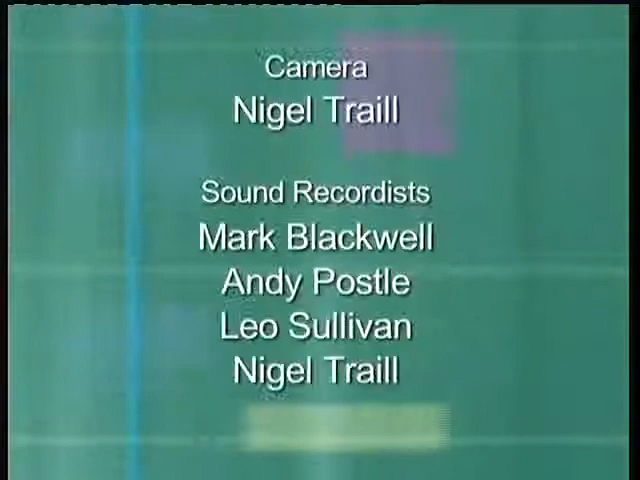 Camera
Nigel Traill
Sound Recordists
Mark Blackwell
Andy Postle
Leo Sullivan
Nigel Traill